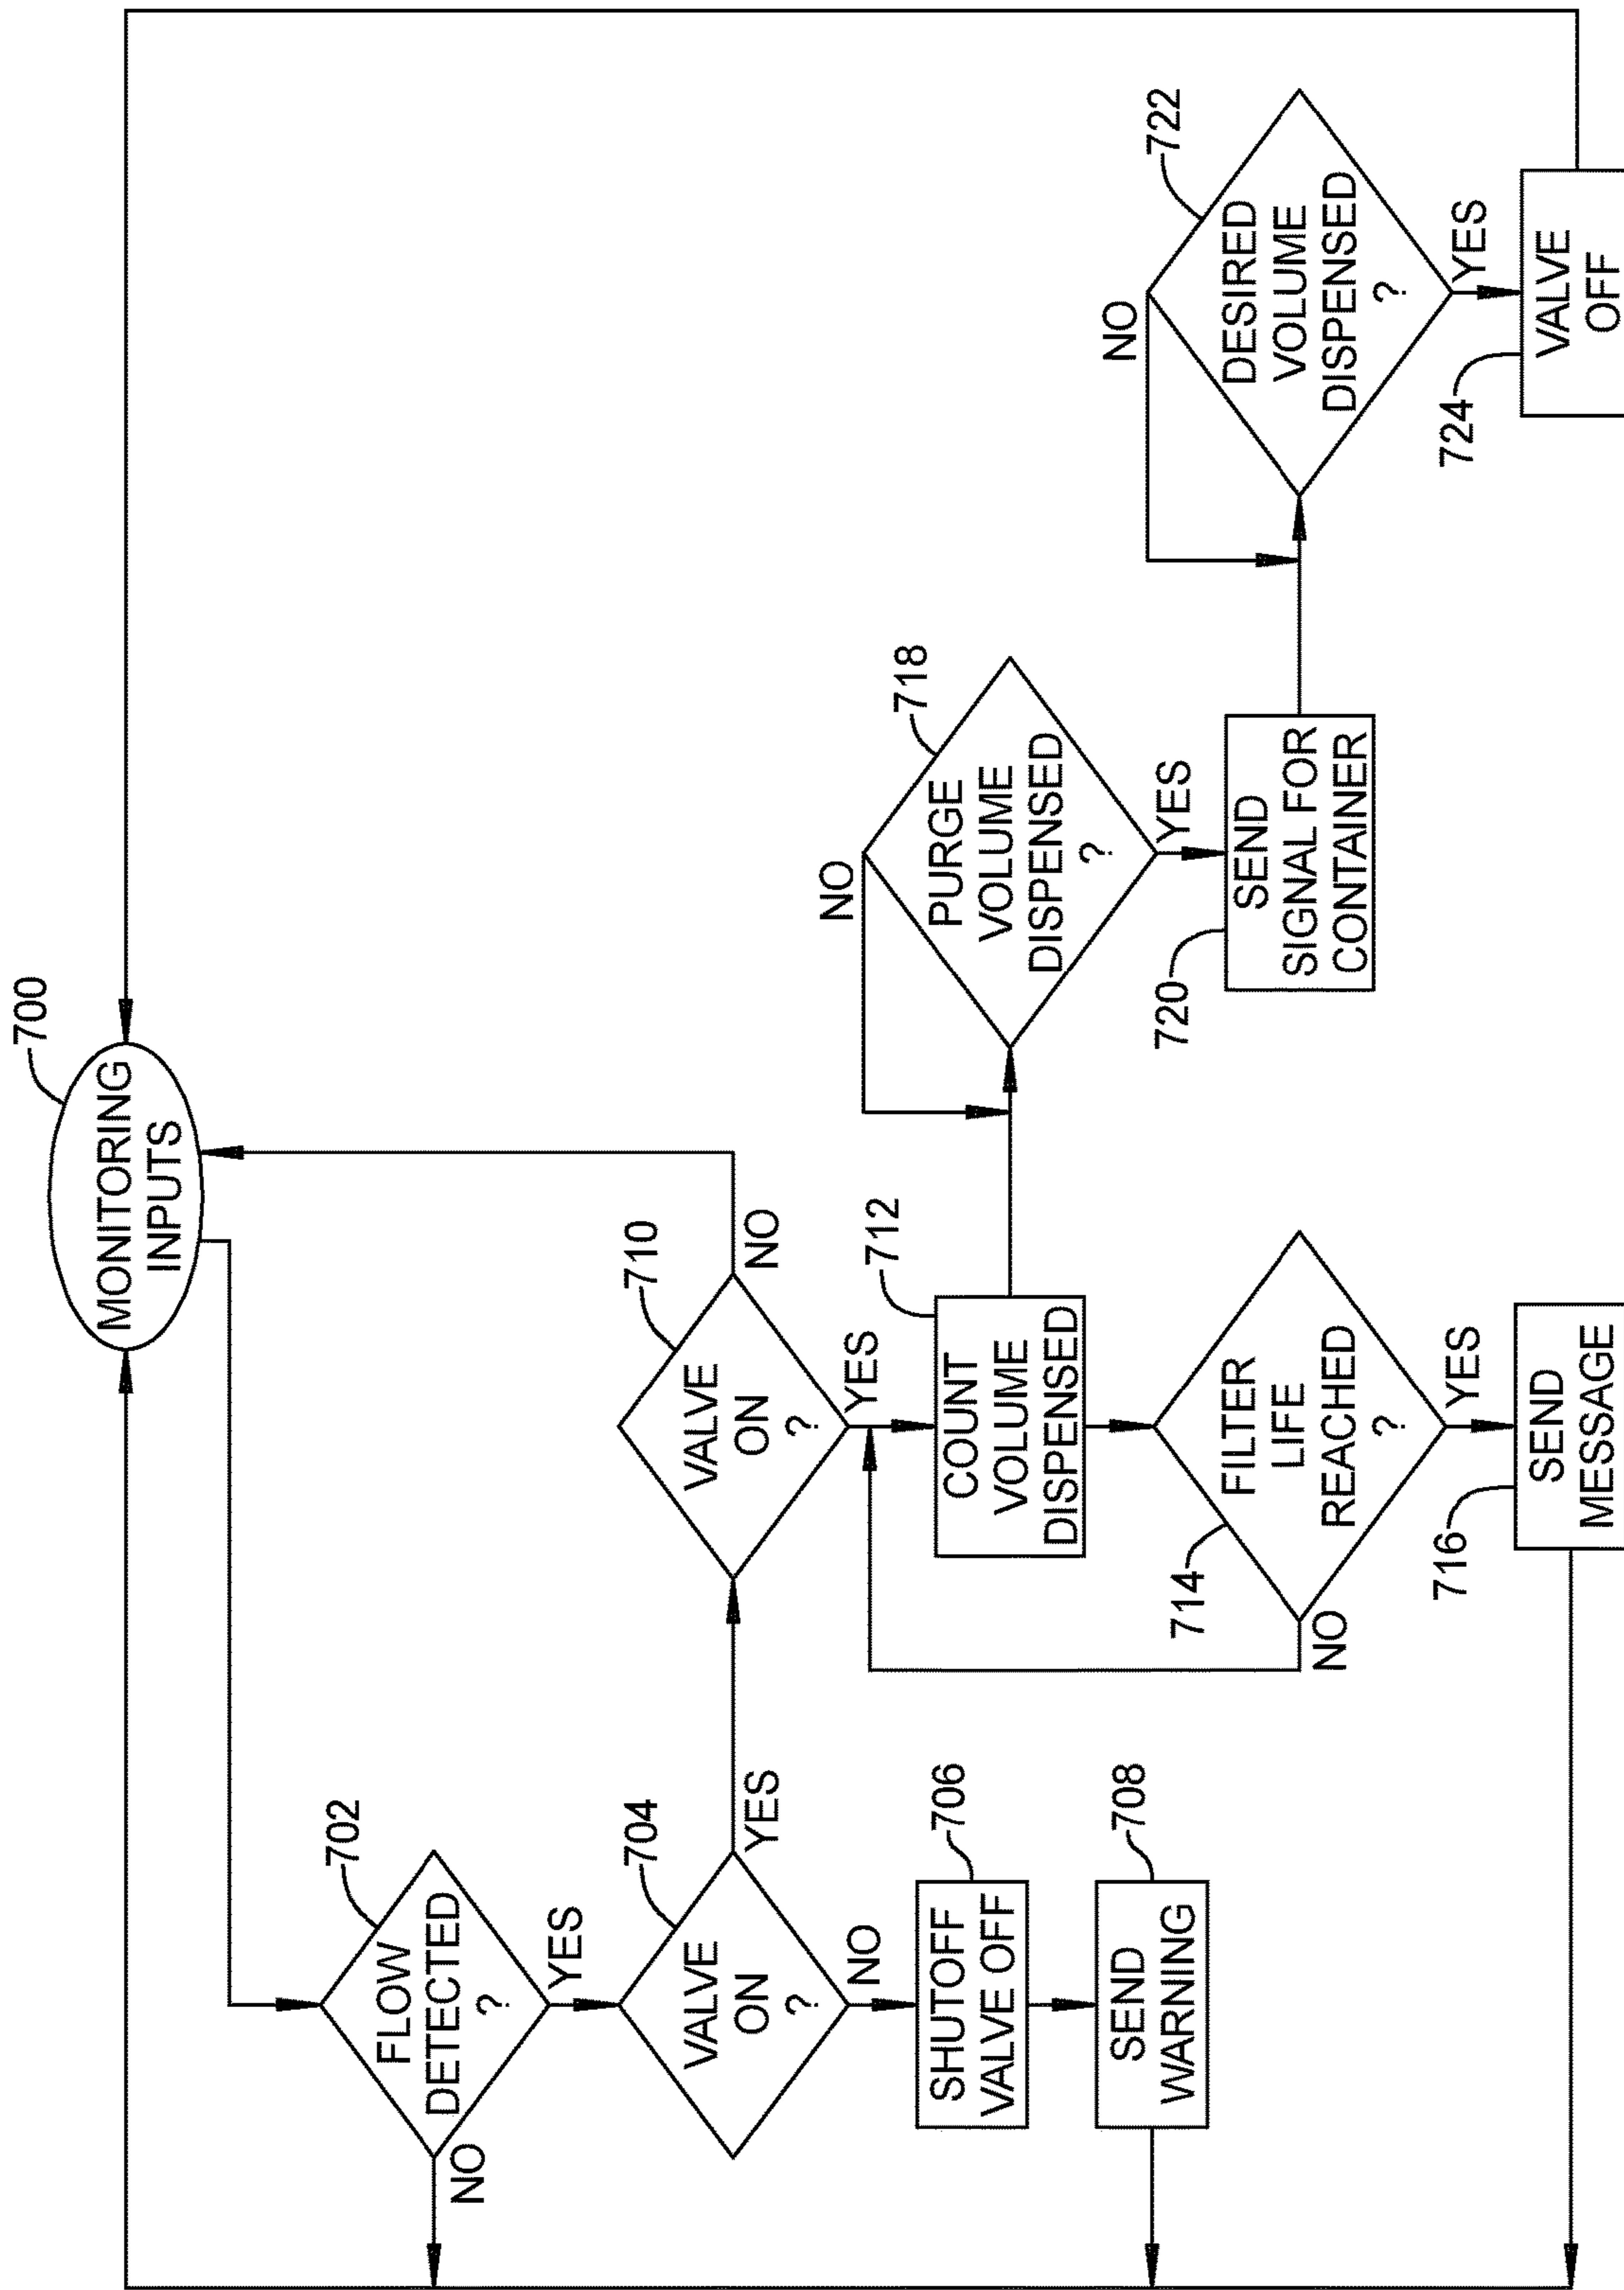 700
MONITORING
INPUTS
702
FLOW
DETECTED
?
NO
YES
704
VALVE
ON
?
YES
NO
706
SHUTOFF
VALVE OFF
708
SEND
WARNING
710
VALVE
ON
?
NO
YES
712
COUNT
VOLUME
DISPENSED
714
FILTER
LIFE
REACHED
?
NO
YES
716
SEND
MESSAGE
718
PURGE
VOLUME
DISPENSED
?
NO
YES
720
SEND
SIGNAL FOR
CONTAINER
722
DESIRED
VOLUME
DISPENSED
?
NO
YES
724
VALVE
OFF